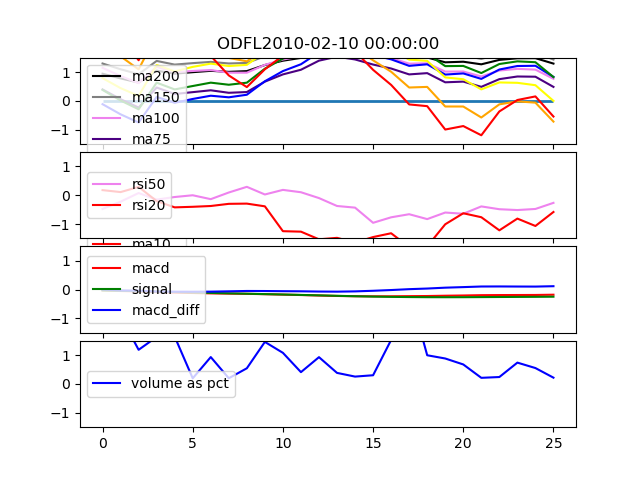 ODFL2010-02-10 00:00:00
1
0
−1
ma200
ma150
ma100
ma75
1
0
−1
rsi50
rsi20
ma10
1
0
−1
macd
signal
macd_diff
1
0
−1
volume as pct
0 5 10 15 20 25